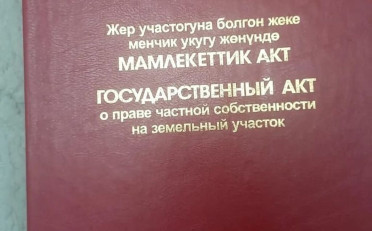 Жер участогуна болгон жеке
менчик укугу жөнүндө
МАМЛЕКЕТТИК АКТ
ГОСУДАРСТВЕННЫЙ АКТ
о праве частной собственности
на земельный участок